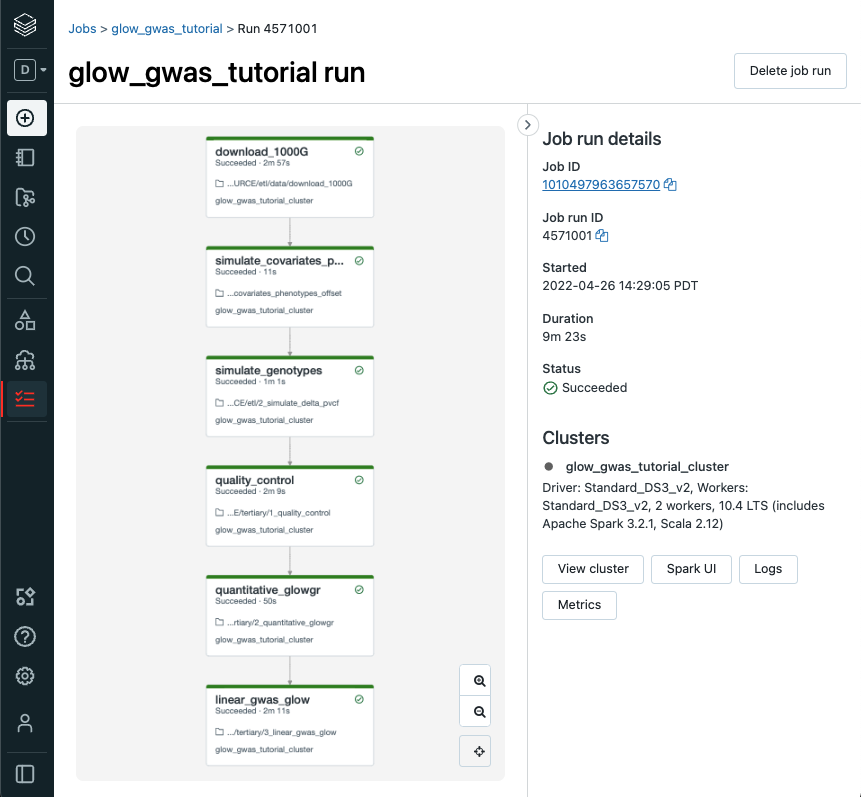 Jobs > glow_gwas_tutorial > Run 4571001
glow_gwas_tutorial run
Delete job run
D
download_1000G
Succeeded · 2m 57s
...URCE/etl/data/download_1000G
glow_gwas_tutorial_cluster
simulate_covariates_p...
Succeeded · 11s
...covariates_phenotypes_offset
glow_gwas_tutorial_cluster
simulate_genotypes
Succeeded · 1m 1s
...CE/etl/2_simulate_delta_pvcf
glow_gwas_tutorial_cluster
quality_control
Succeeded · 2m 9s
...E/tertiary/1_quality_control
glow_gwas_tutorial_cluster
quantitative_glowgr
Succeeded · 50s
...rtiary/2_quantitative_glowgr
glow_gwas_tutorial_cluster
linear_gwas_glow
Succeeded · 2m 11s
.../tertiary/3_linear_gwas_glow
glow_gwas_tutorial_cluster
Job run details
Job ID
1010497963657570
Job run ID
4571001
Started
2022-04-26 14:29:05 PDT
Duration
9m 23s
Status
Succeeded
Clusters
glow_gwas_tutorial_cluster
Driver: Standard_DS3_v2, Workers:
Standard_DS3_v2, 2 workers, 10.4 LTS (includes
Apache Spark 3.2.1, Scala 2.12)
View cluster
Spark UI
Logs
Metrics